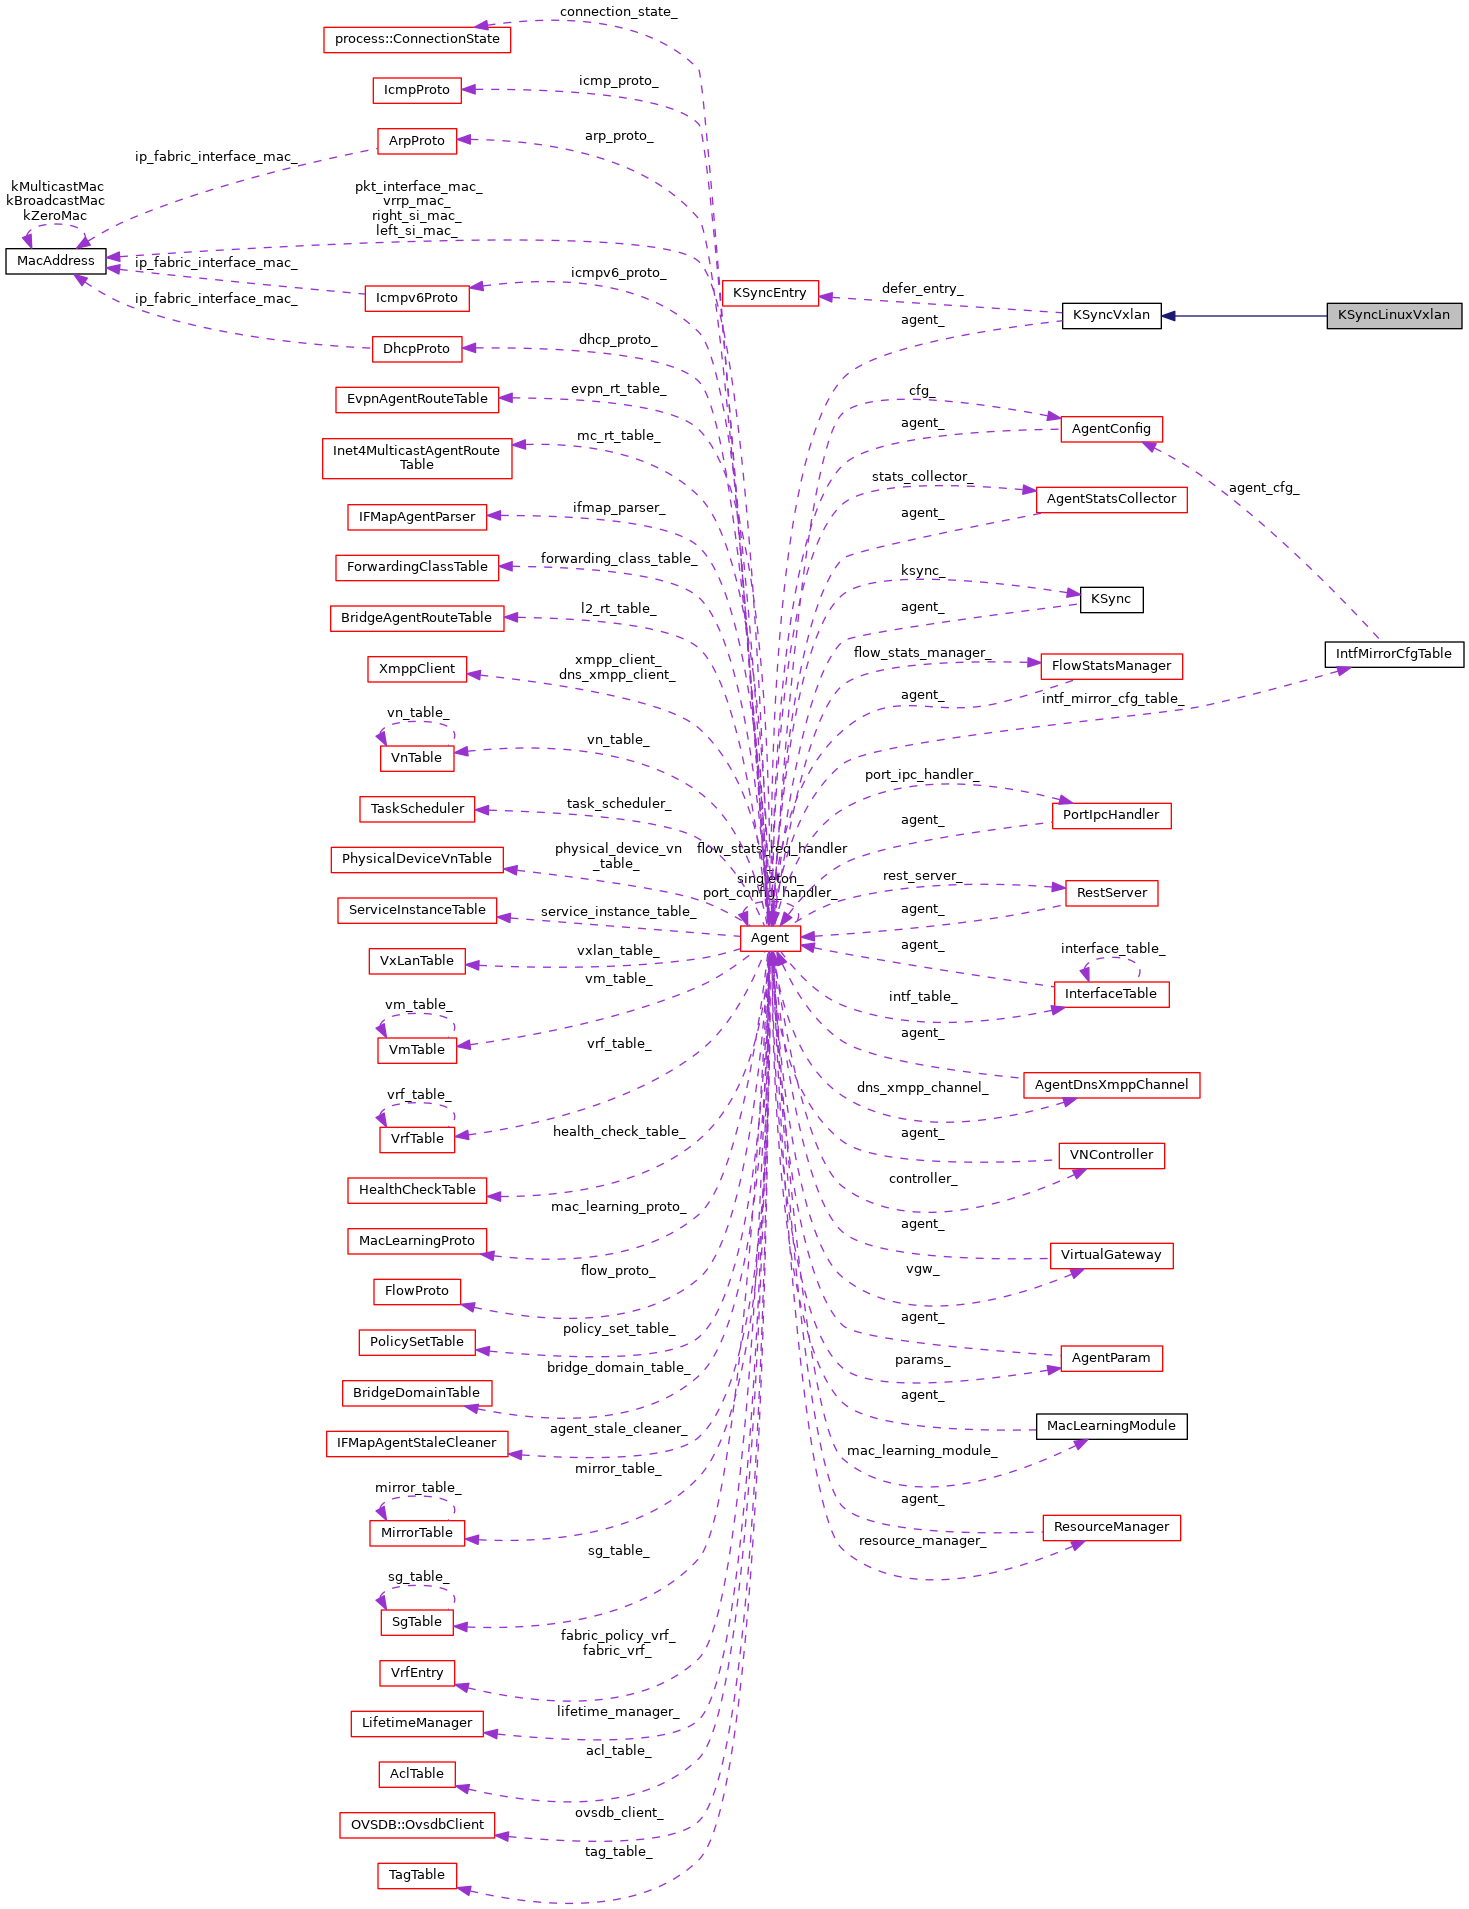 connection_state_
process::ConnectionState
icmp_proto_
IcmpProto
arp_proto_
ArpProto
ip_fabric_interface_mac_
kMulticastMac
kBroadcastMac
kZeroMac
pkt_interface_mac_
vrrp_mac_
right_si_mac_
left_si_mac_
MacAddress
ip_fabric_interface_mac_
icmpv6_proto_
Icmpv6Proto
ip_fabric_interface_mac_
KSyncEntry
defer_entry_
KSyncVxlan
KSyncLinuxVxlan
agent_
dhcp_proto_
DhcpProto
evpn_rt_table_
EvpnAgentRouteTable
cfg_
agent_
AgentConfig
mc_rt_table_
Inet4MulticastAgentRoute
Table
stats_collector_
AgentStatsCollector
agent_cfg_
agent_
ifmap_parser_
IFMapAgentParser
forwarding_class_table_
ForwardingClassTable
ksync_
KSync
agent_
l2_rt_table_
BridgeAgentRouteTable
xmpp_client_
dns_xmpp_client_
XmppClient
flow_stats_manager_
FlowStatsManager
IntfMirrorCfgTable
agent_
intf_mirror_cfg_table_
vn_table_
VnTable
vn_table_
port_ipc_handler_
PortIpcHandler
agent_
task_scheduler_
TaskScheduler
physical_device_vn
_table_
PhysicalDeviceVnTable
flow_stats_req_handler
_
singleton_
port_config_handler_
rest_server_
RestServer
agent_
service_instance_table_
ServiceInstanceTable
Agent
agent_
interface_table_
InterfaceTable
intf_table_
vxlan_table_
VxLanTable
vm_table_
vm_table_
VmTable
agent_
AgentDnsXmppChannel
dns_xmpp_channel_
vrf_table_
vrf_table_
VrfTable
health_check_table_
agent_
VNController
controller_
HealthCheckTable
mac_learning_proto_
MacLearningProto
agent_
VirtualGateway
vgw_
flow_proto_
FlowProto
agent_
policy_set_table_
PolicySetTable
params_
AgentParam
bridge_domain_table_
BridgeDomainTable
agent_
MacLearningModule
agent_stale_cleaner_
IFMapAgentStaleCleaner
mac_learning_module_
mirror_table_
mirror_table_
MirrorTable
agent_
ResourceManager
resource_manager_
sg_table_
sg_table_
SgTable
fabric_policy_vrf_
fabric_vrf_
VrfEntry
lifetime_manager_
LifetimeManager
acl_table_
AclTable
ovsdb_client_
OVSDB::OvsdbClient
tag_table_
TagTable